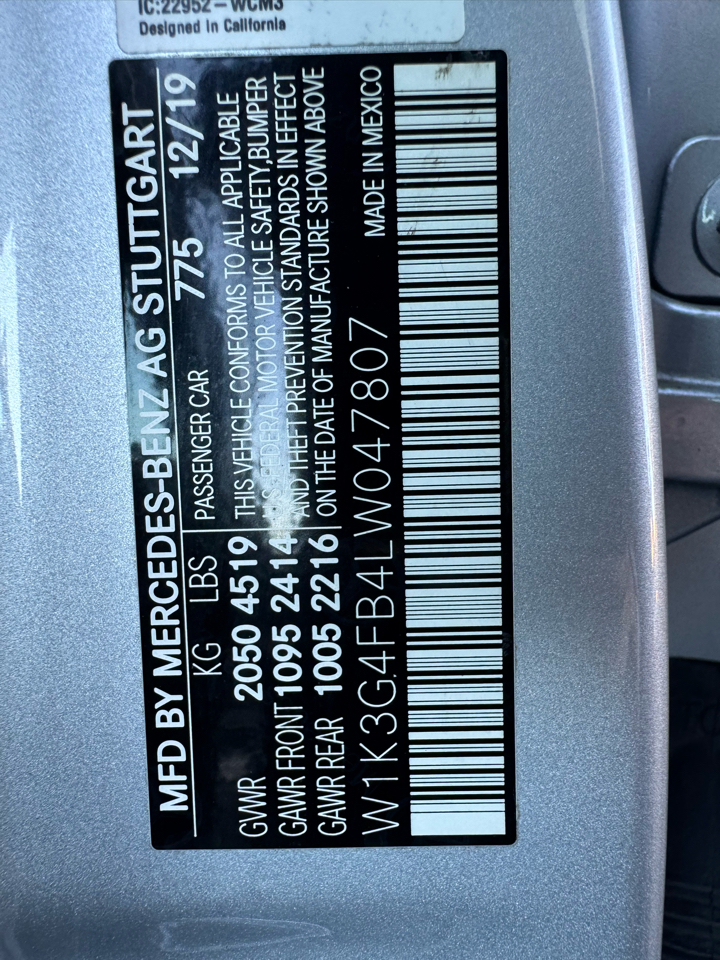 IC:22952-WCM3
Designed in California
MFD BY MERCEDES-BENZ AG STUTTGART
775 12/19
KG LBS PASSENGER CAR
GVWR 2050 4519 THIS VEHICLE CONFORMS TO ALL APPLICABLE
GAWR FRONT 1095 2414 U.S. FEDERAL MOTOR VEHICLE SAFETY,BUMPER
AND THEFT PREVENTION STANDARDS IN EFFECT
GAWR REAR 1005 2216 ON THE DATE OF MANUFACTURE SHOWN ABOVE
W1K3G4FB4LW047807 MADE IN MEXICO